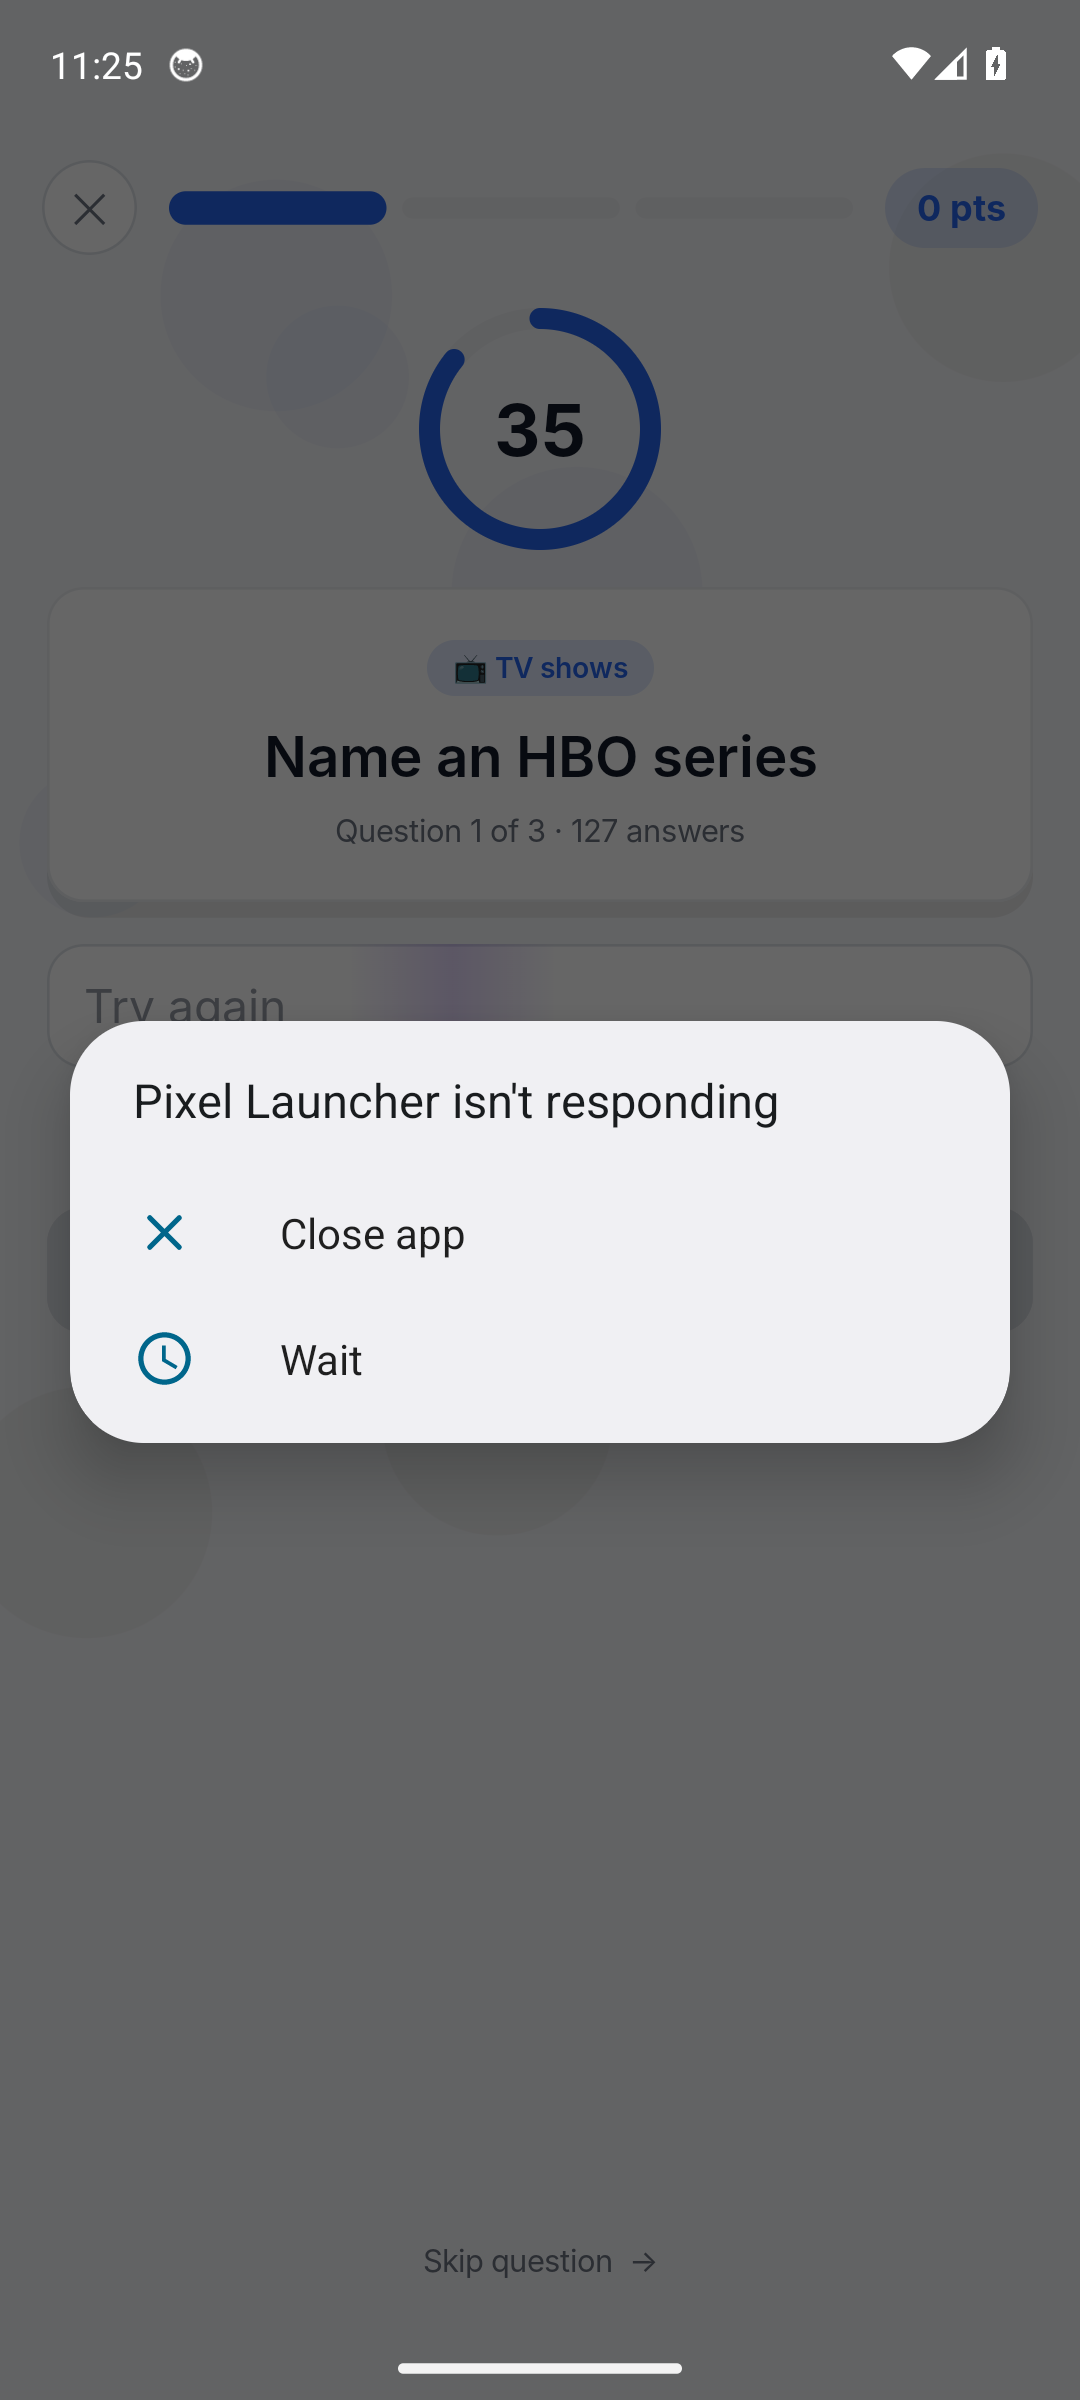 11:25
0 pts
35
📺 TV shows
Name an HBO series
Question 1 of 3 · 127 answers
Try again
Pixel Launcher isn't responding
Close app
Wait
Skip question →